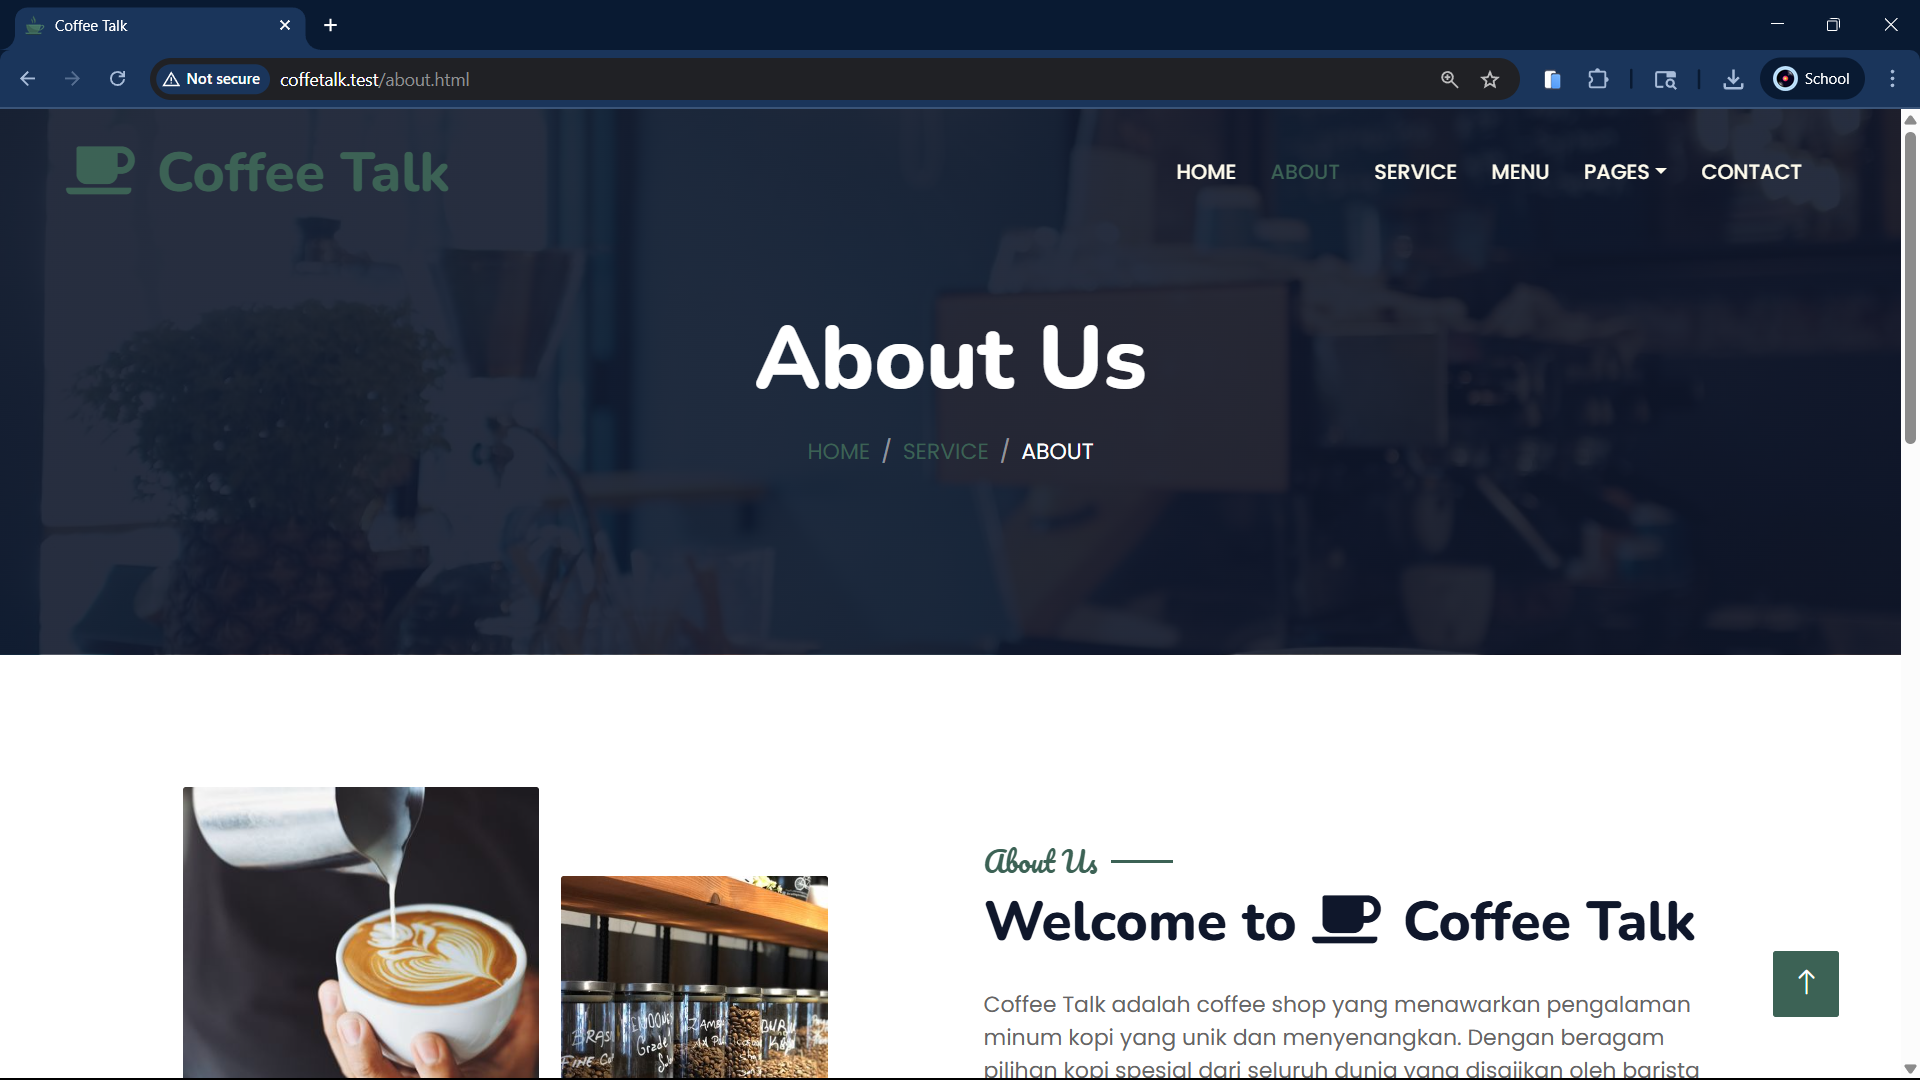 Coffee Talk
Not secure
coffetalk.test/about.html
School
Coffee Talk
HOME
ABOUT
SERVICE
MENU
PAGES
CONTACT
About Us
HOME / SERVICE / ABOUT
About Us
Welcome to Coffee Talk
Coffee Talk adalah coffee shop yang menawarkan pengalaman
minum kopi yang unik dan menyenangkan. Dengan beragam
pilihan kopi spesial dari seluruh dunia yang disajikan oleh barista